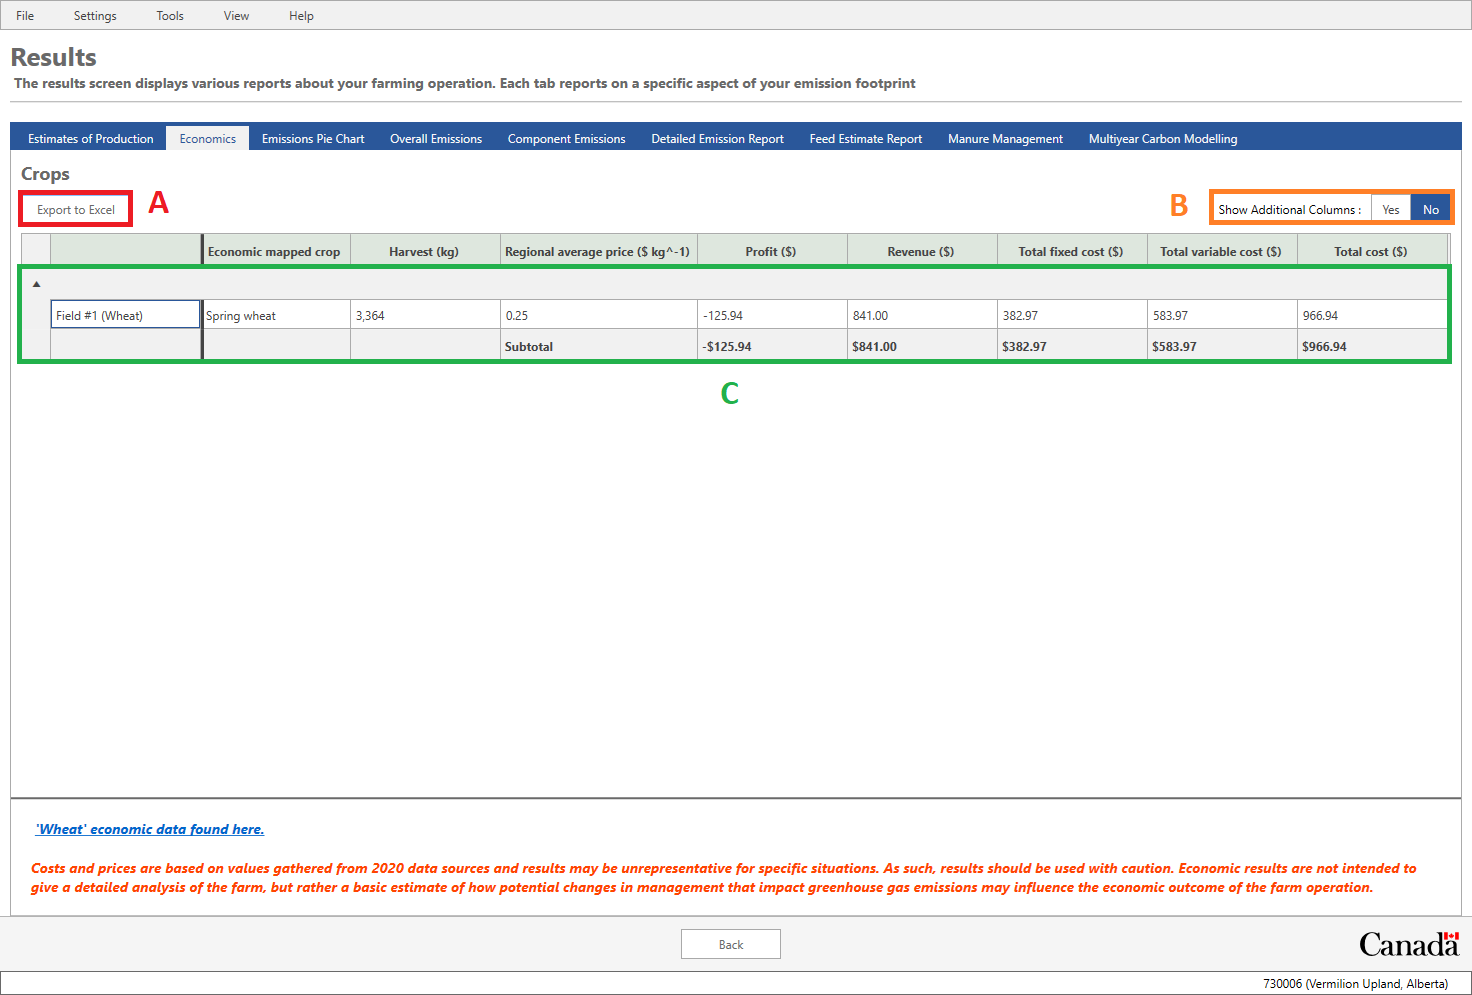 File Settings Tools View Help
Results
The results screen displays various reports about your farming operation. Each tab reports on a specific aspect of your emission footprint
Estimates of Production Economics Emissions Pie Chart Overall Emissions Component Emissions Detailed Emission Report Feed Estimate Report Manure Management Multiyear Carbon Modelling
Crops
Export to Excel A B Show Additional Columns : Yes No
Economic mapped crop Harvest (kg) Regional average price ($ kg^-1) Profit ($) Revenue ($) Total fixed cost ($) Total variable cost ($) Total cost ($)
Field #1 (Wheat) Spring wheat 3,364 0.25 -125.94 841.00 382.97 583.97 966.94
Subtotal -$125.94 $841.00 $382.97 $583.97 $966.94
C
'Wheat' economic data found here.
Costs and prices are based on values gathered from 2020 data sources and results may be unrepresentative for specific situations. As such, results should be used with caution. Economic results are not intended to
give a detailed analysis of the farm, but rather a basic estimate of how potential changes in management that impact greenhouse gas emissions may influence the economic outcome of the farm operation.
Back
Canada
730006 (Vermilion Upland, Alberta)